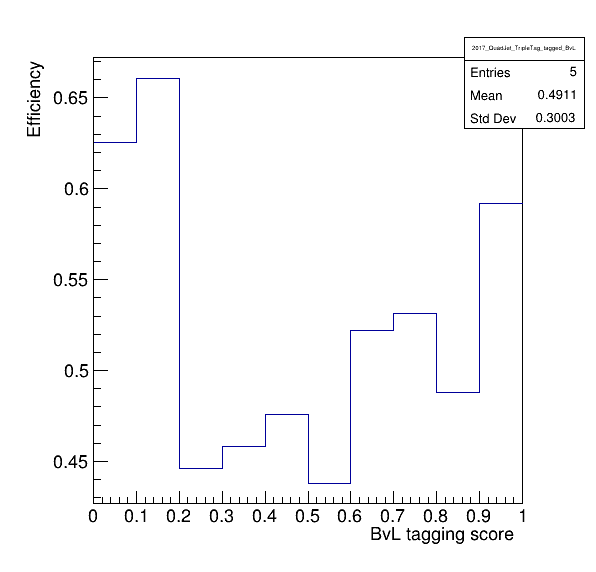 2017_QuadJet_TripleTag_tagged_BvL
Entries 5
Mean 0.4911
Std Dev 0.3003
Efficiency
0.65
0.6
0.55
0.5
0.45
0 0.1 0.2 0.3 0.4 0.5 0.6 0.7 0.8 0.9 1
BvL tagging score